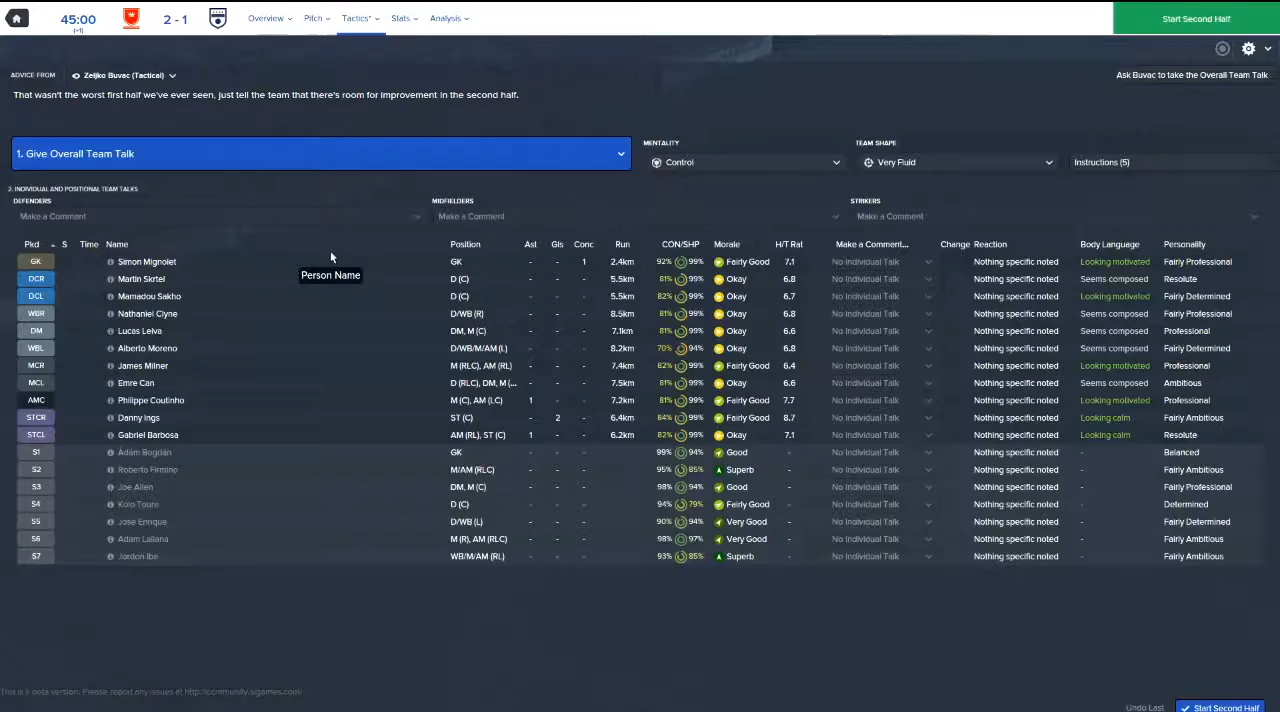 45:00 2 - 1 Overview Pitch Tactics* Stats Analysis Start Second Half
(+1)
ADVICE FROM Zeljko Buvac (Tactical) Ask Buvac to take the Overall Team Talk
That wasn't the worst first half we've ever seen, just tell the team that there's room for improvement in the second half.
MENTALITY TEAM SHAPE
1. Give Overall Team Talk Control Very Fluid Instructions (5)
2. INDIVIDUAL AND POSITIONAL TEAM TALKS
DEFENDERS MIDFIELDERS STRIKERS
Make a Comment Make a Comment Make a Comment
Pkd S Time Name Position Ast Gls Conc Run CON/SHP Morale H/T Rat Make a Comment... Change Reaction Body Language Personality
GK Simon Mignolet GK - - 1 2.4km 92% 99% Fairly Good 7.1 No Individual Talk Nothing specific noted Looking motivated Fairly Professional
Person Name
DCR Martin Skrtel D (C) - - - 5.5km 81% 99% Okay 6.8 No Individual Talk Nothing specific noted Seems composed Resolute
DCL Mamadou Sakho D (C) - - - 5.5km 82% 99% Okay 6.7 No Individual Talk Nothing specific noted Looking motivated Fairly Determined
WBR Nathaniel Clyne D/WB (R) - - - 8.5km 81% 99% Okay 6.8 No Individual Talk Nothing specific noted Seems composed Fairly Professional
DM Lucas Leiva DM, M (C) - - - 7.1km 81% 99% Okay 6.6 No Individual Talk Nothing specific noted Seems composed Professional
WBL Alberto Moreno D/WB/M/AM (L) - - - 8.2km 70% 94% Okay 6.8 No Individual Talk Nothing specific noted Seems composed Fairly Determined
MCR James Milner M (RLC), AM (RL) - - - 7.4km 82% 99% Fairly Good 6.4 No Individual Talk Nothing specific noted Looking motivated Professional
MCL Emre Can D (RLC), DM, M (... - - - 7.5km 81% 99% Okay 6.6 No Individual Talk Nothing specific noted Seems composed Ambitious
AMC Philippe Coutinho M (C), AM (LC) 1 - - 7.2km 81% 99% Fairly Good 7.7 No Individual Talk Nothing specific noted Looking motivated Professional
STCR Danny Ings ST (C) - 2 - 6.4km 84% 99% Fairly Good 8.7 No Individual Talk Nothing specific noted Looking calm Fairly Ambitious
STCL Gabriel Barbosa AM (RL), ST (C) 1 - - 6.2km 82% 99% Okay 7.1 No Individual Talk Nothing specific noted Looking calm Resolute
S1 Adam Bogdan GK 99% 94% Good - No Individual Talk Nothing specific noted - Balanced
S2 Roberto Firmino M/AM (RLC) 95% 85% Superb - No Individual Talk Nothing specific noted - Fairly Ambitious
S3 Joe Allen DM, M (C) 98% 94% Good - No Individual Talk Nothing specific noted - Fairly Professional
S4 Kolo Toure D (C) 94% 79% Fairly Good - No Individual Talk Nothing specific noted - Determined
S5 Jose Enrique D/WB (L) 90% 94% Very Good - No Individual Talk Nothing specific noted - Fairly Determined
S6 Adam Lallana M (R), AM (RLC) 98% 97% Very Good - No Individual Talk Nothing specific noted - Fairly Ambitious
S7 Jordon Ibe WB/M/AM (RL) 93% 85% Superb - No Individual Talk Nothing specific noted - Fairly Ambitious
This is a beta version. Please report any issues at http://community.sigames.com/
Undo Last Start Second Half